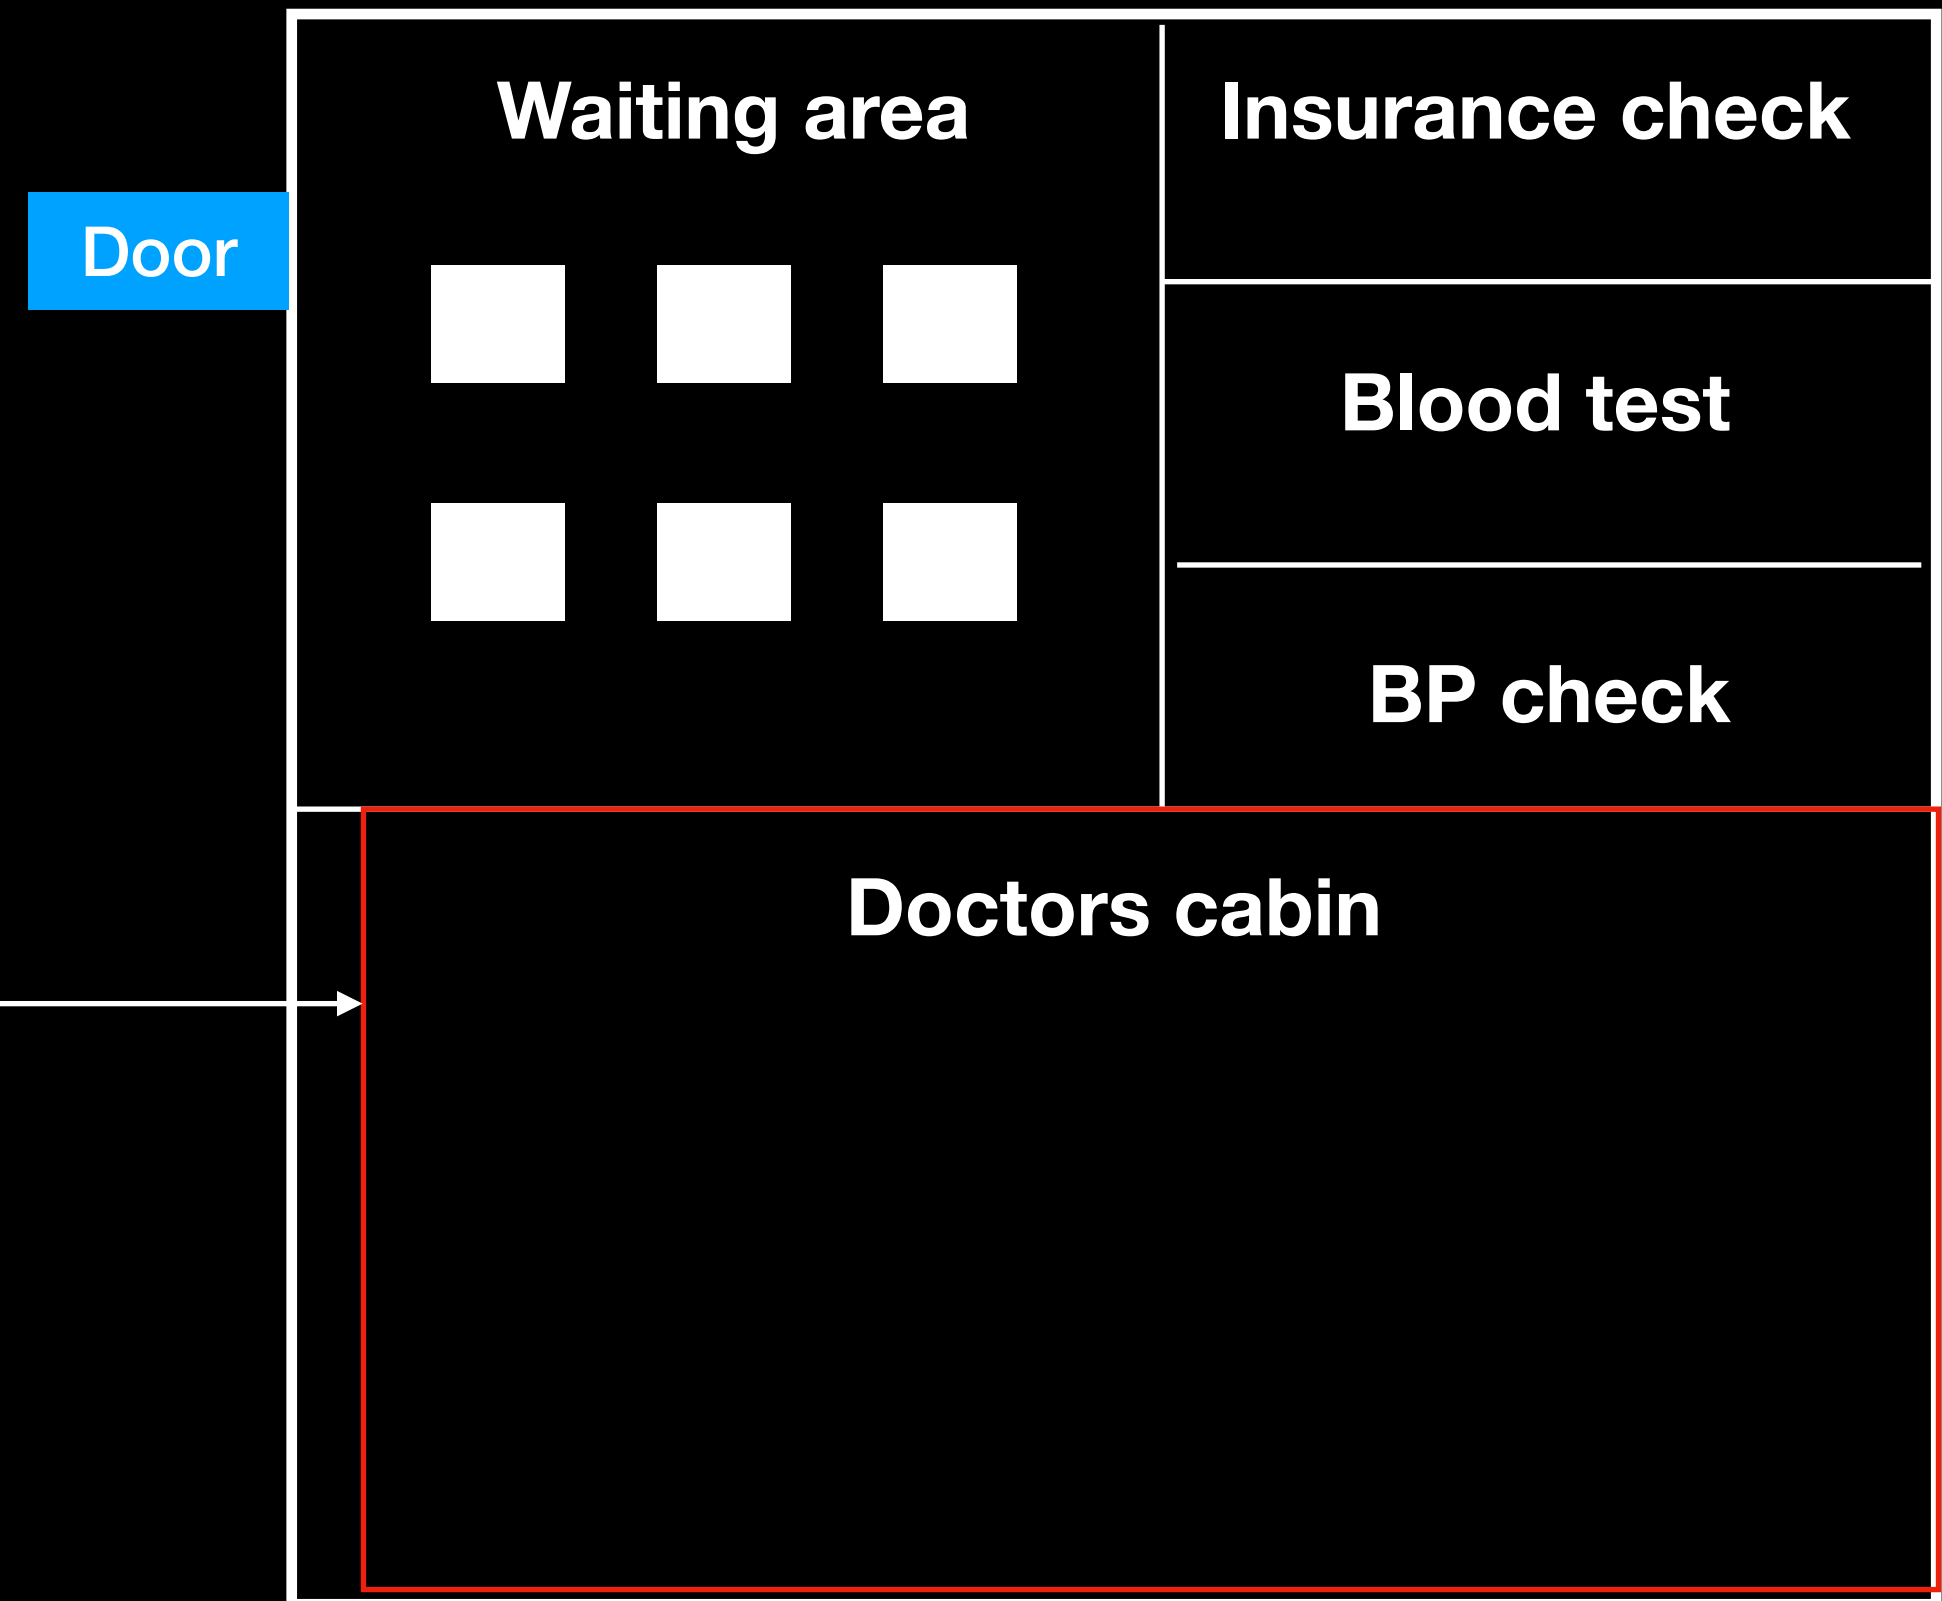 Waiting area
Insurance check
Door
Blood test
BP check
Doctors cabin